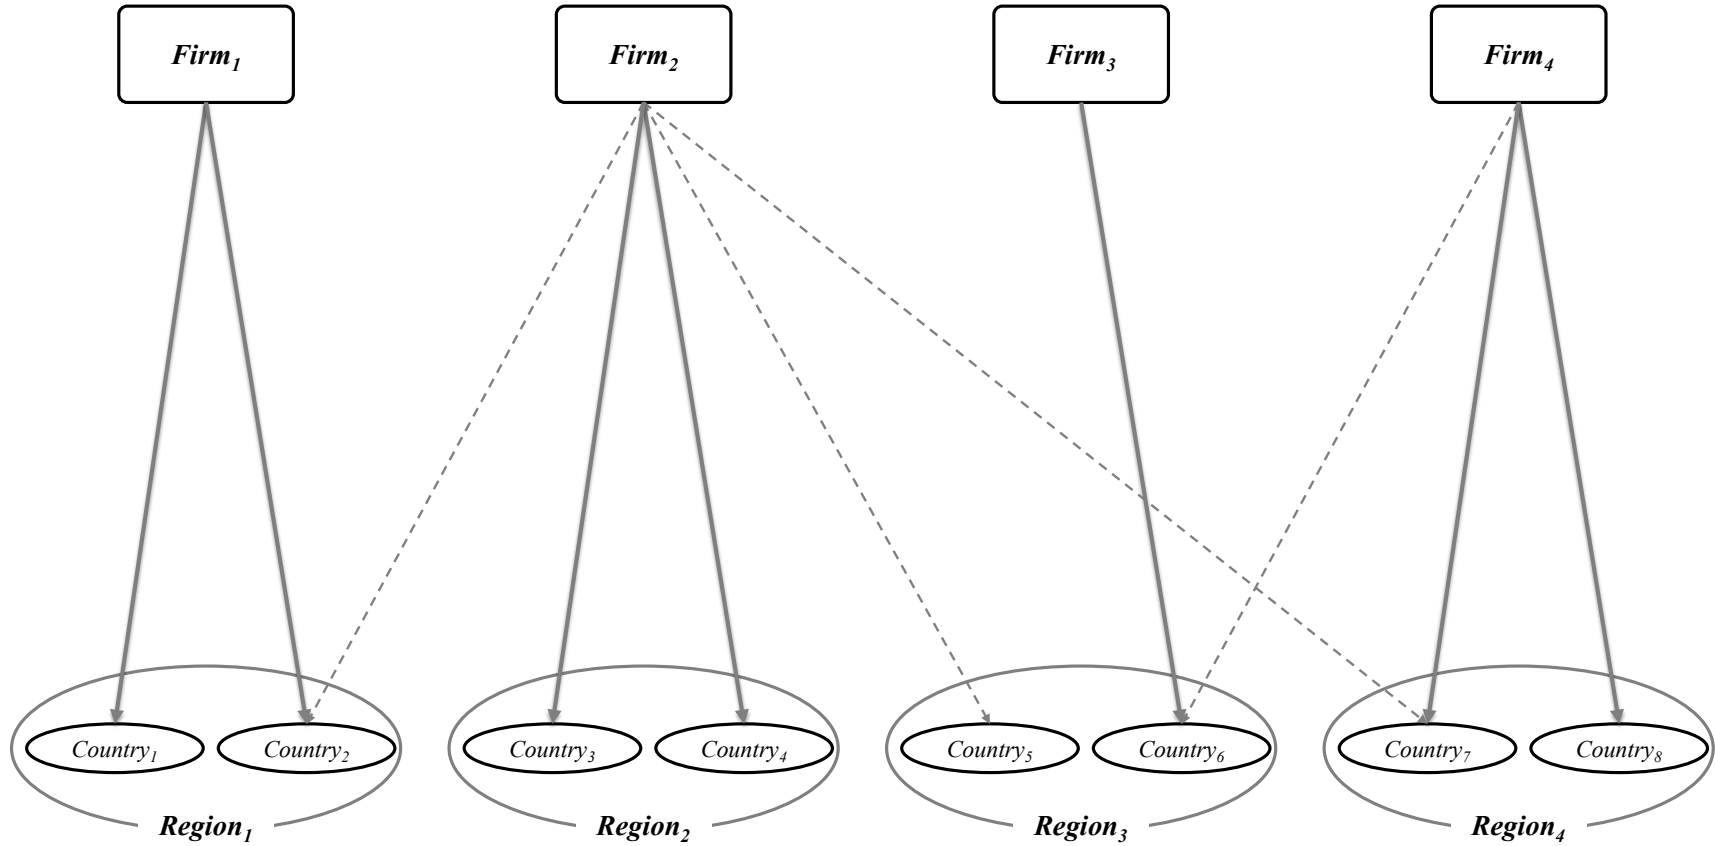 Firm₁
Firm₂
Firm₃
Firm₄
Country₁
Country₂
Country₃
Country₄
Country₅
Country₆
Country₇
Country₈
Region₁
Region₂
Region₃
Region₄